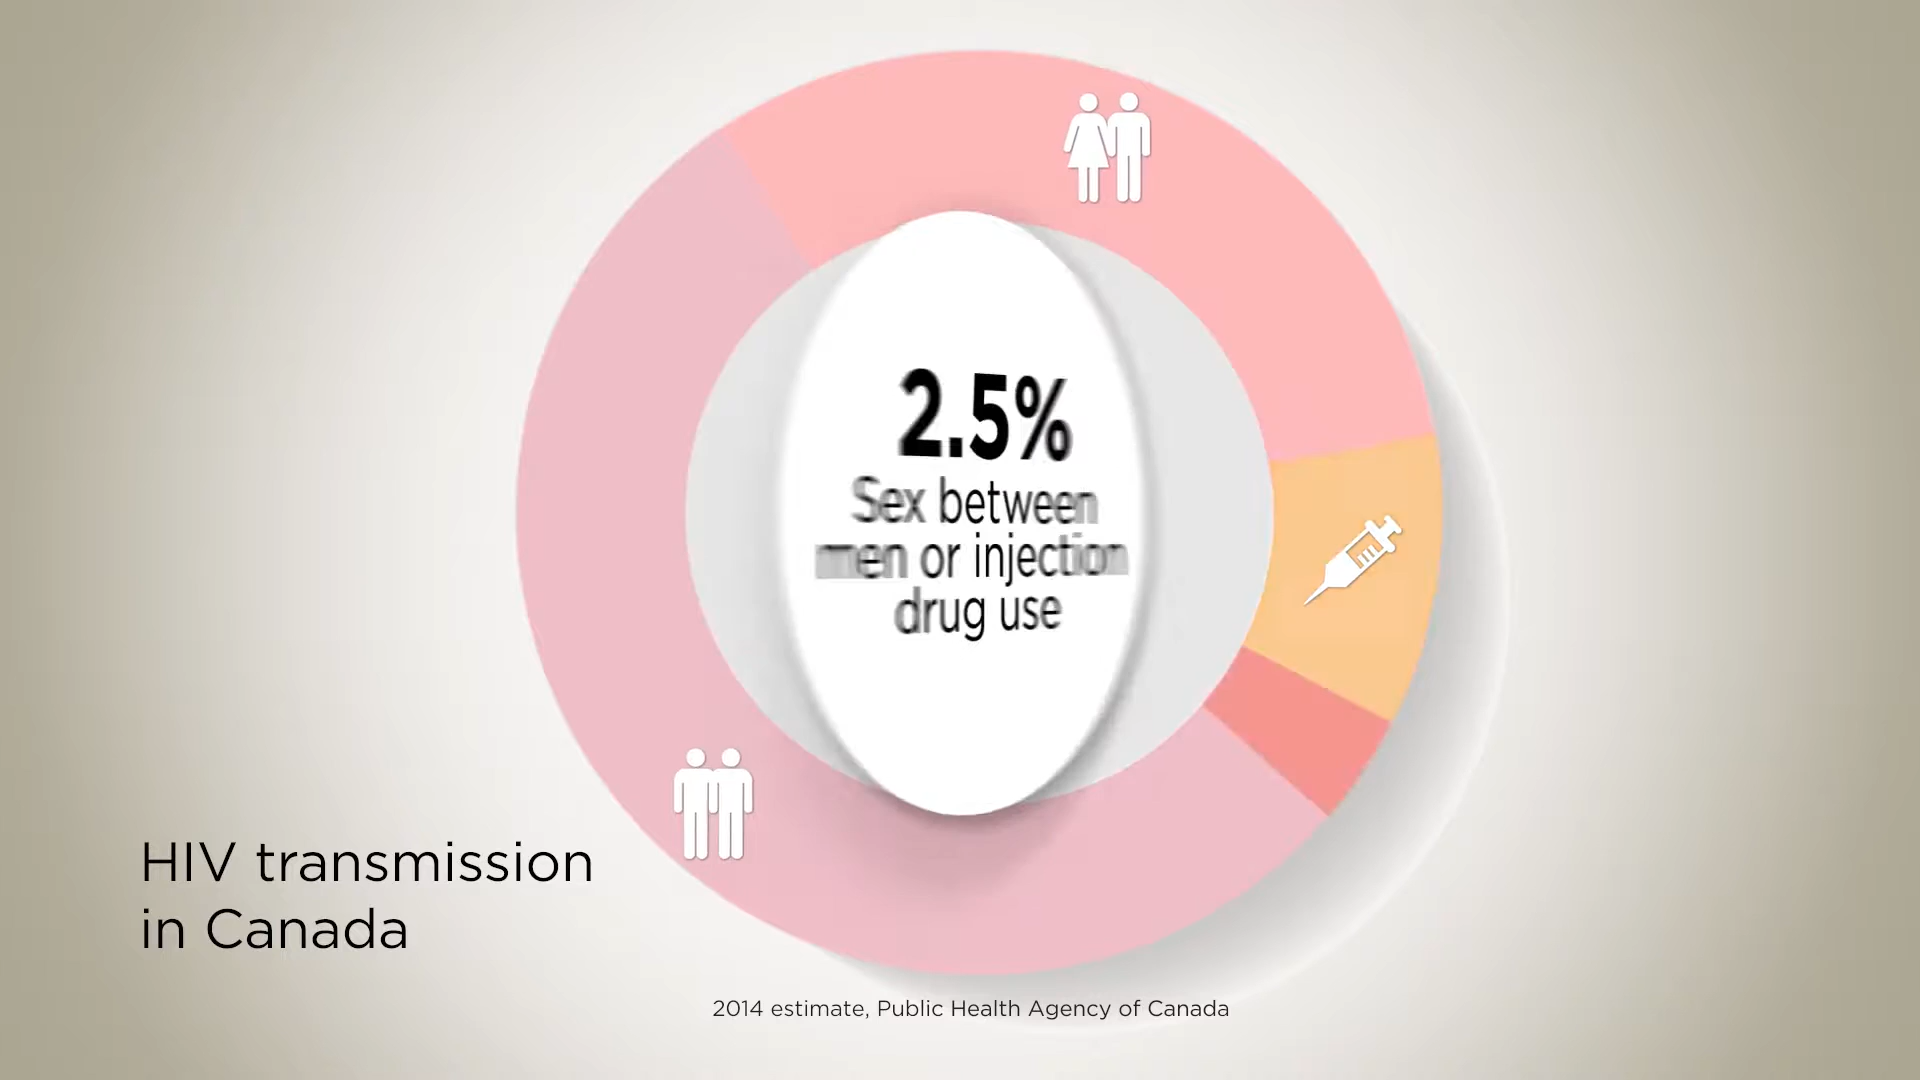 2.5%
Sex between
men or injection
drug use
HIV transmission
in Canada
2014 estimate, Public Health Agency of Canada